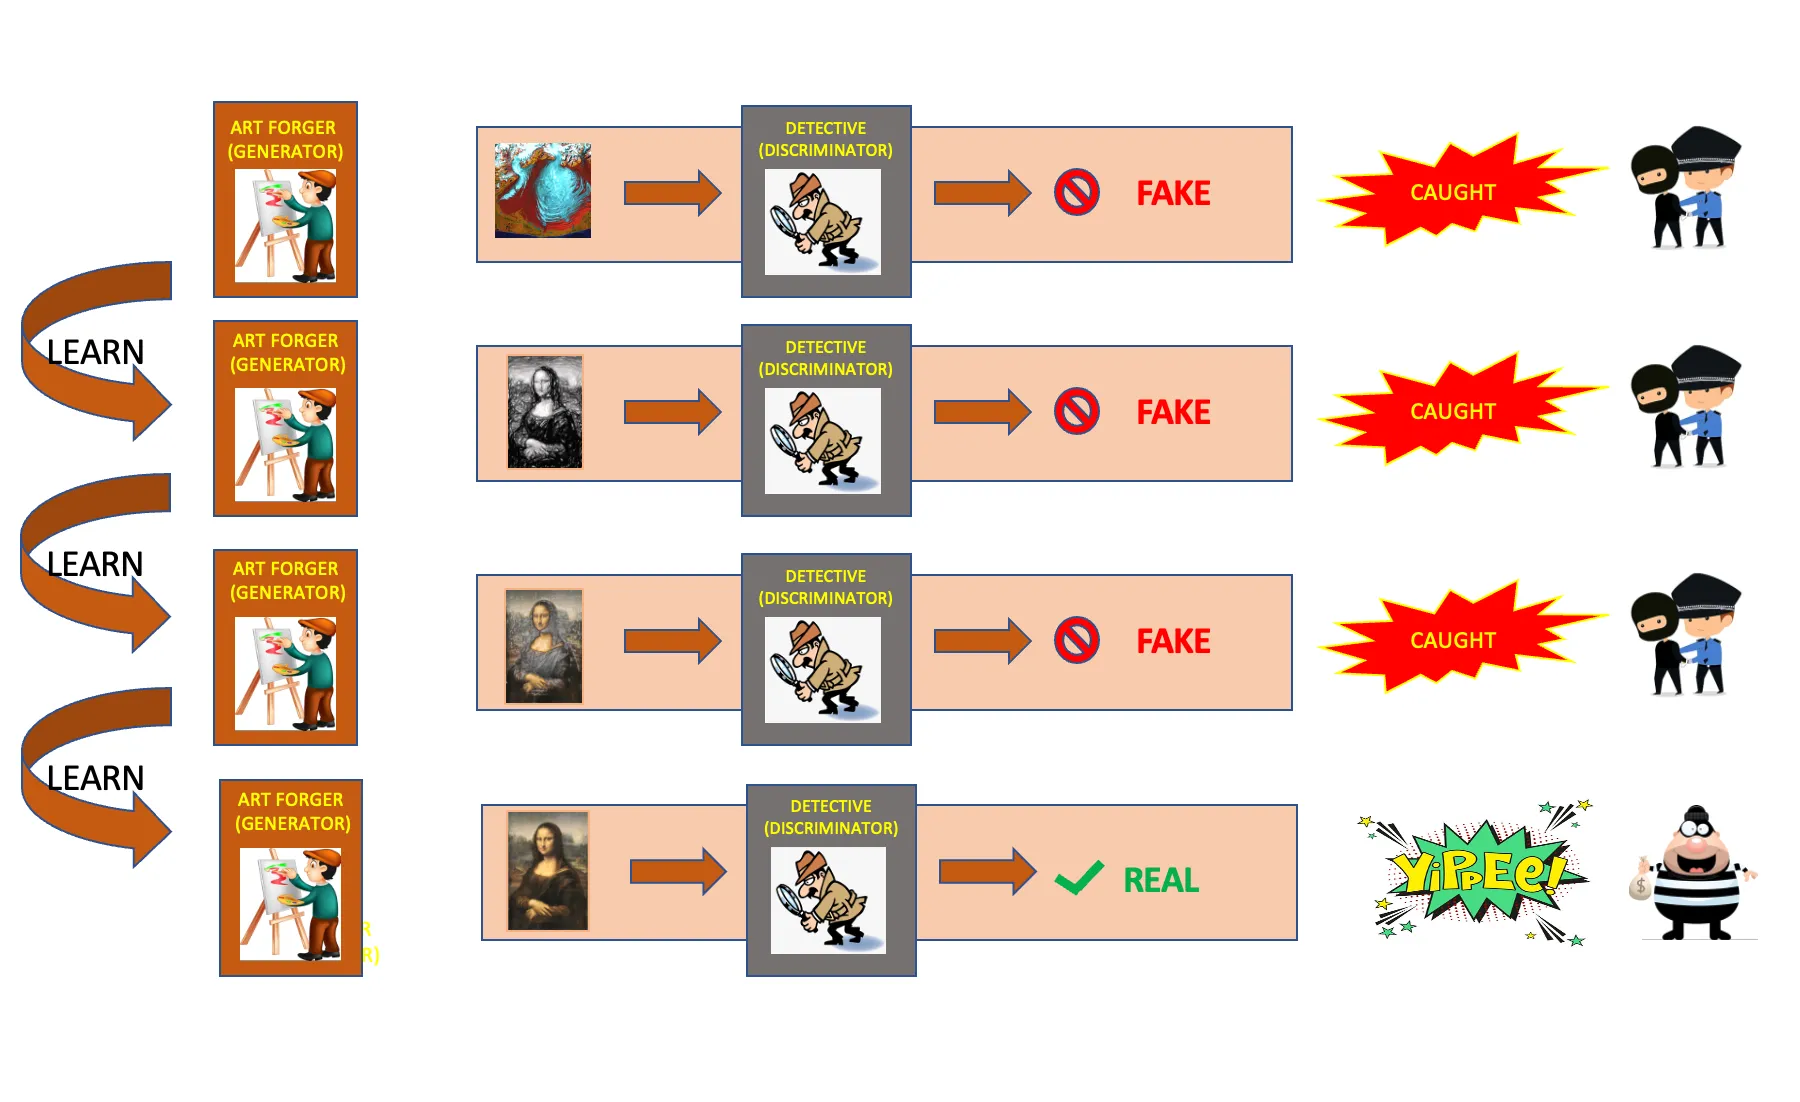 ART FORGER
(GENERATOR)
DETECTIVE
(DISCRIMINATOR)
FAKE
CAUGHT
LEARN
ART FORGER
(GENERATOR)
DETECTIVE
(DISCRIMINATOR)
FAKE
CAUGHT
LEARN
ART FORGER
(GENERATOR)
DETECTIVE
(DISCRIMINATOR)
FAKE
CAUGHT
LEARN
ART FORGER
(GENERATOR)
R
R)
DETECTIVE
(DISCRIMINATOR)
REAL
YiPPEe!
$